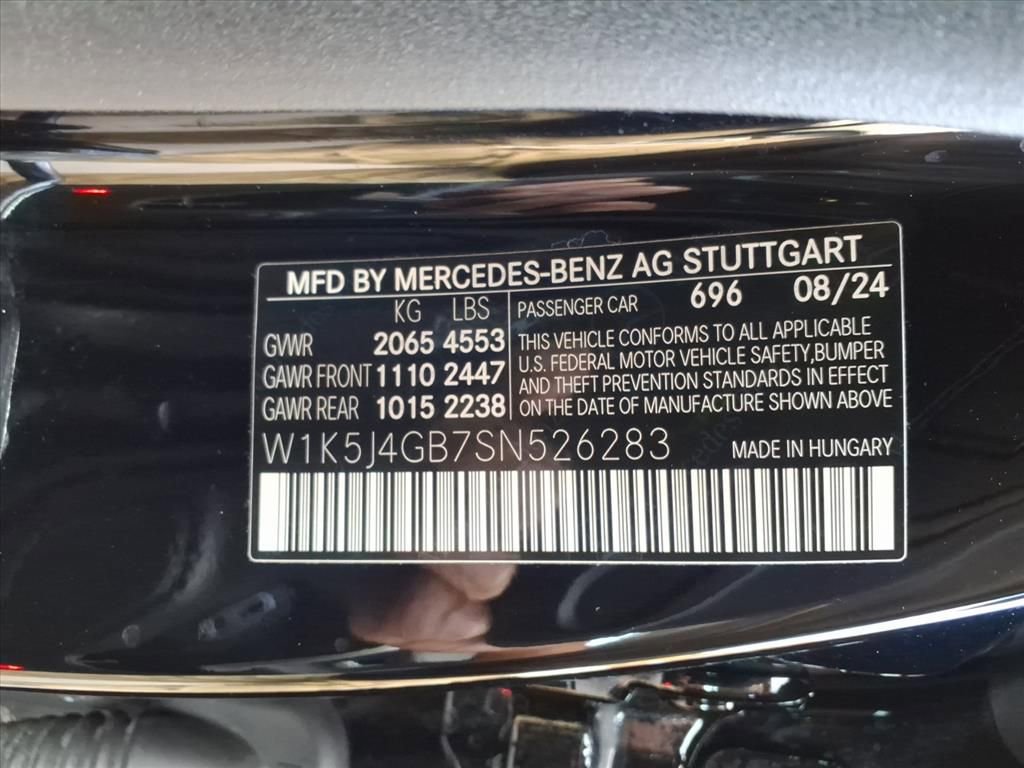 MFD BY MERCEDES-BENZ AG STUTTGART
KG LBS
GVWR 2065 4553
GAWR FRONT 1110 2447
GAWR REAR 1015 2238
PASSENGER CAR 696 08/24
THIS VEHICLE CONFORMS TO ALL APPLICABLE
U.S. FEDERAL MOTOR VEHICLE SAFETY,BUMPER
AND THEFT PREVENTION STANDARDS IN EFFECT
ON THE DATE OF MANUFACTURE SHOWN ABOVE
W1K5J4GB7SN526283
MADE IN HUNGARY